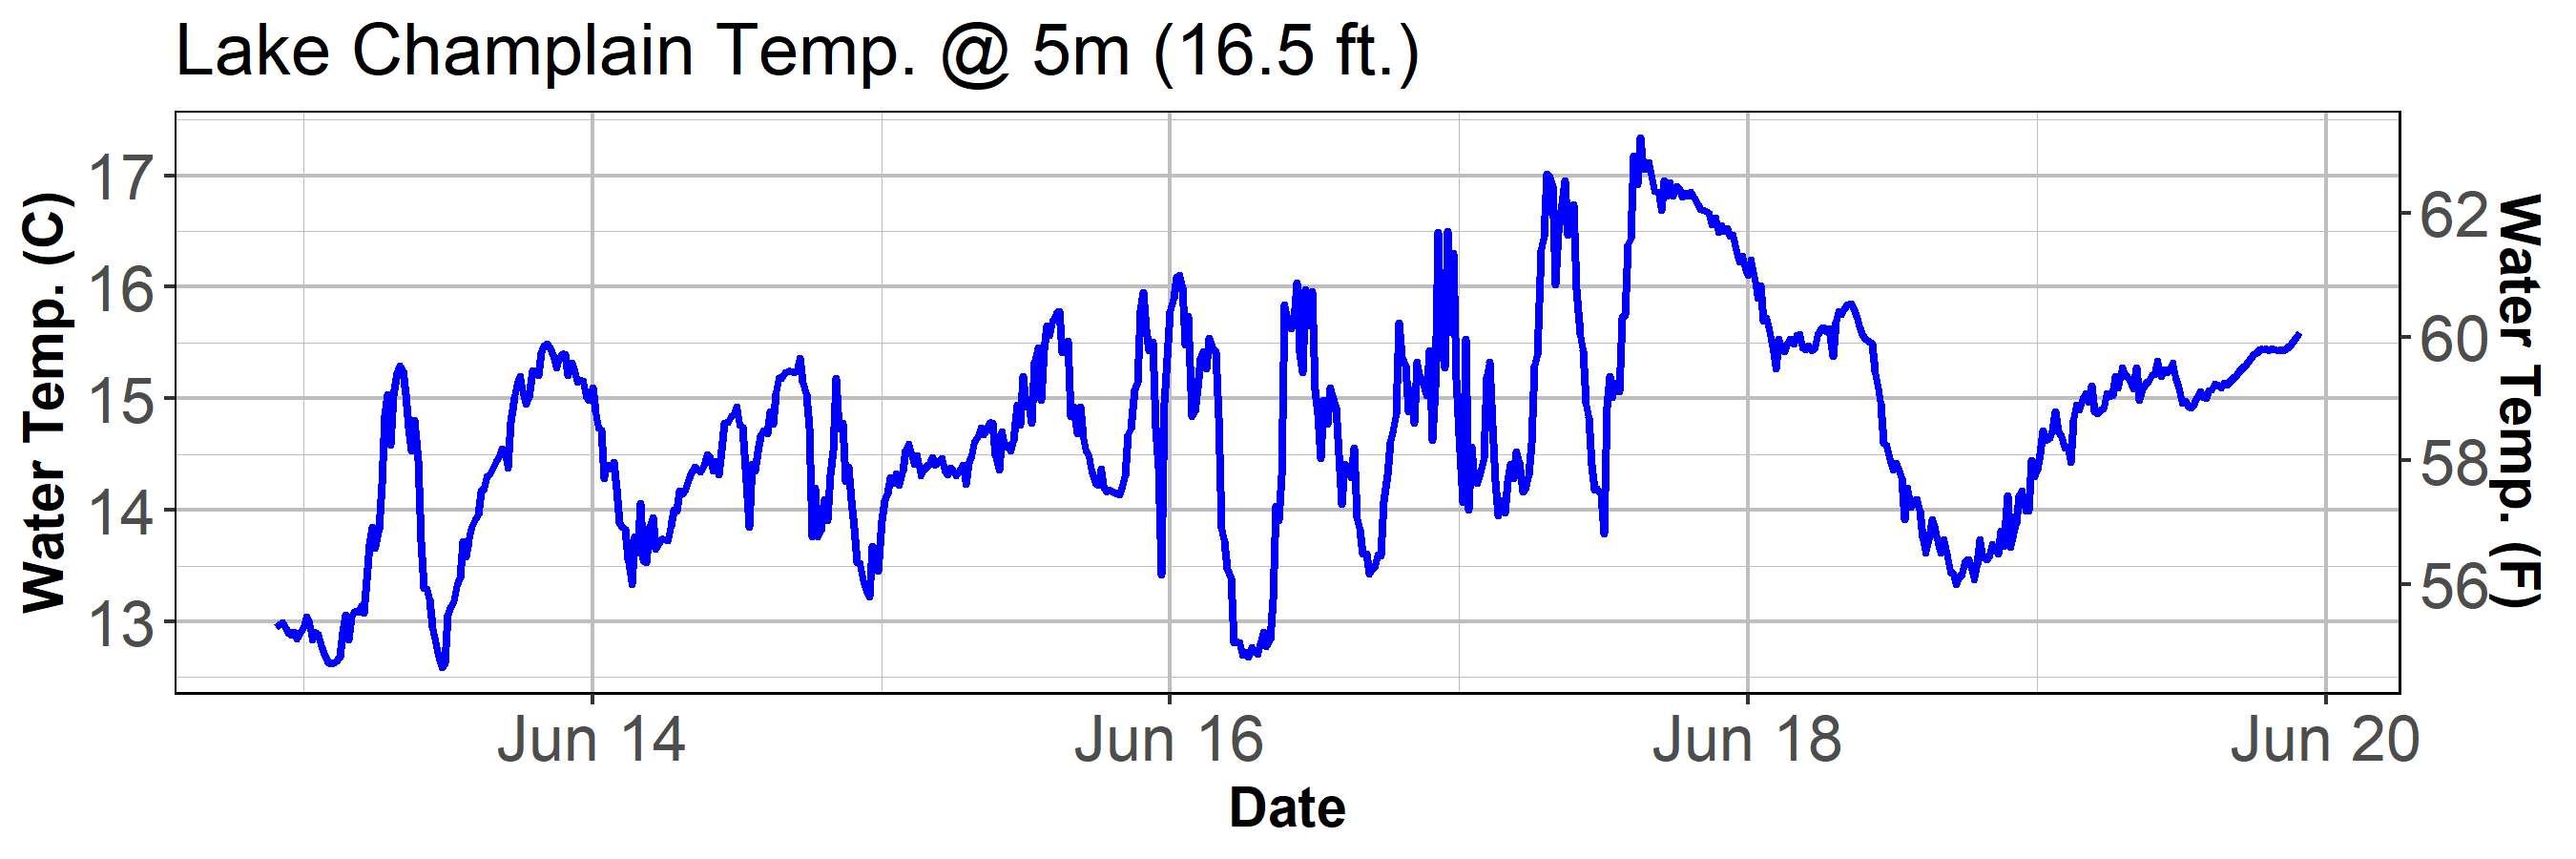 Lake Champlain Temp. @ 5m (16.5 ft.)
Water Temp. (C)
17
16
15
14
13
62
60
58
56
Water Temp. (F)
Jun 14 Jun 16 Jun 18 Jun 20
Date